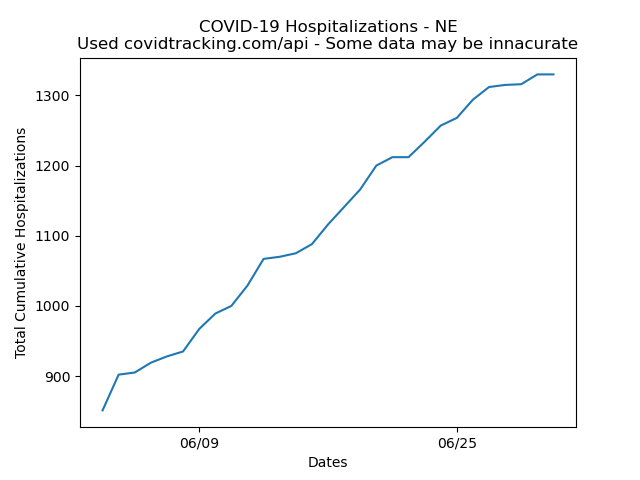 COVID-19 Hospitalizations - NE
Used covidtracking.com/api - Some data may be innacurate
Total Cumulative Hospitalizations
1300
1200
1100
1000
900
06/09
06/25
Dates